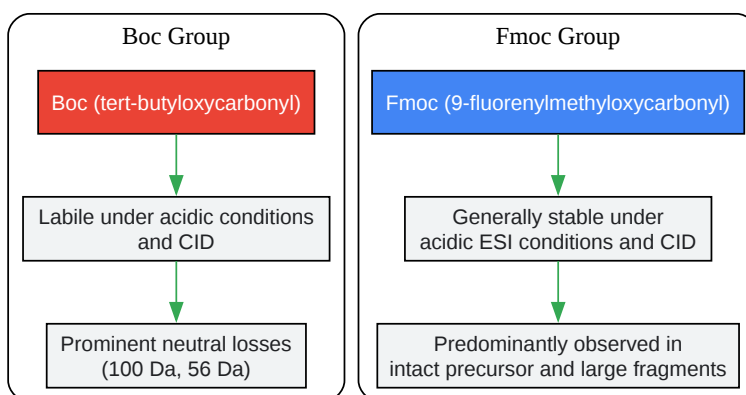 Boc Group
Boc (tert-butyloxycarbonyl)
Labile under acidic conditions
and CID
Prominent neutral losses
(100 Da, 56 Da)
Fmoc Group
Fmoc (9-fluorenylmethyloxycarbonyl)
Generally stable under
acidic ESI conditions and CID
Predominantly observed in
intact precursor and large fragments